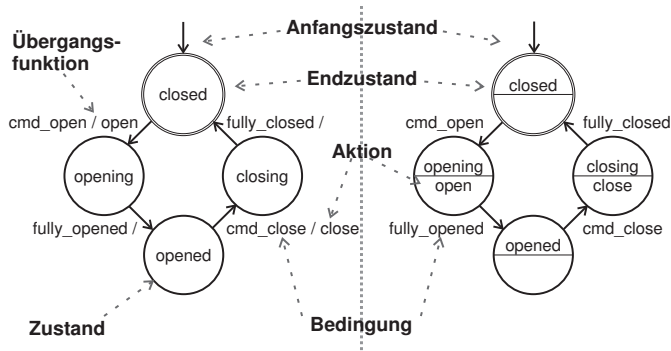 Anfangszustand
Übergangs-
funktion
Endzustand
closed
closed
cmd_open / open
fully_closed /
cmd_open
fully_closed
Aktion
opening
closing
opening
open
closing
close
fully_opened /
cmd_close / close
fully_opened
cmd_close
opened
opened
Zustand
Bedingung